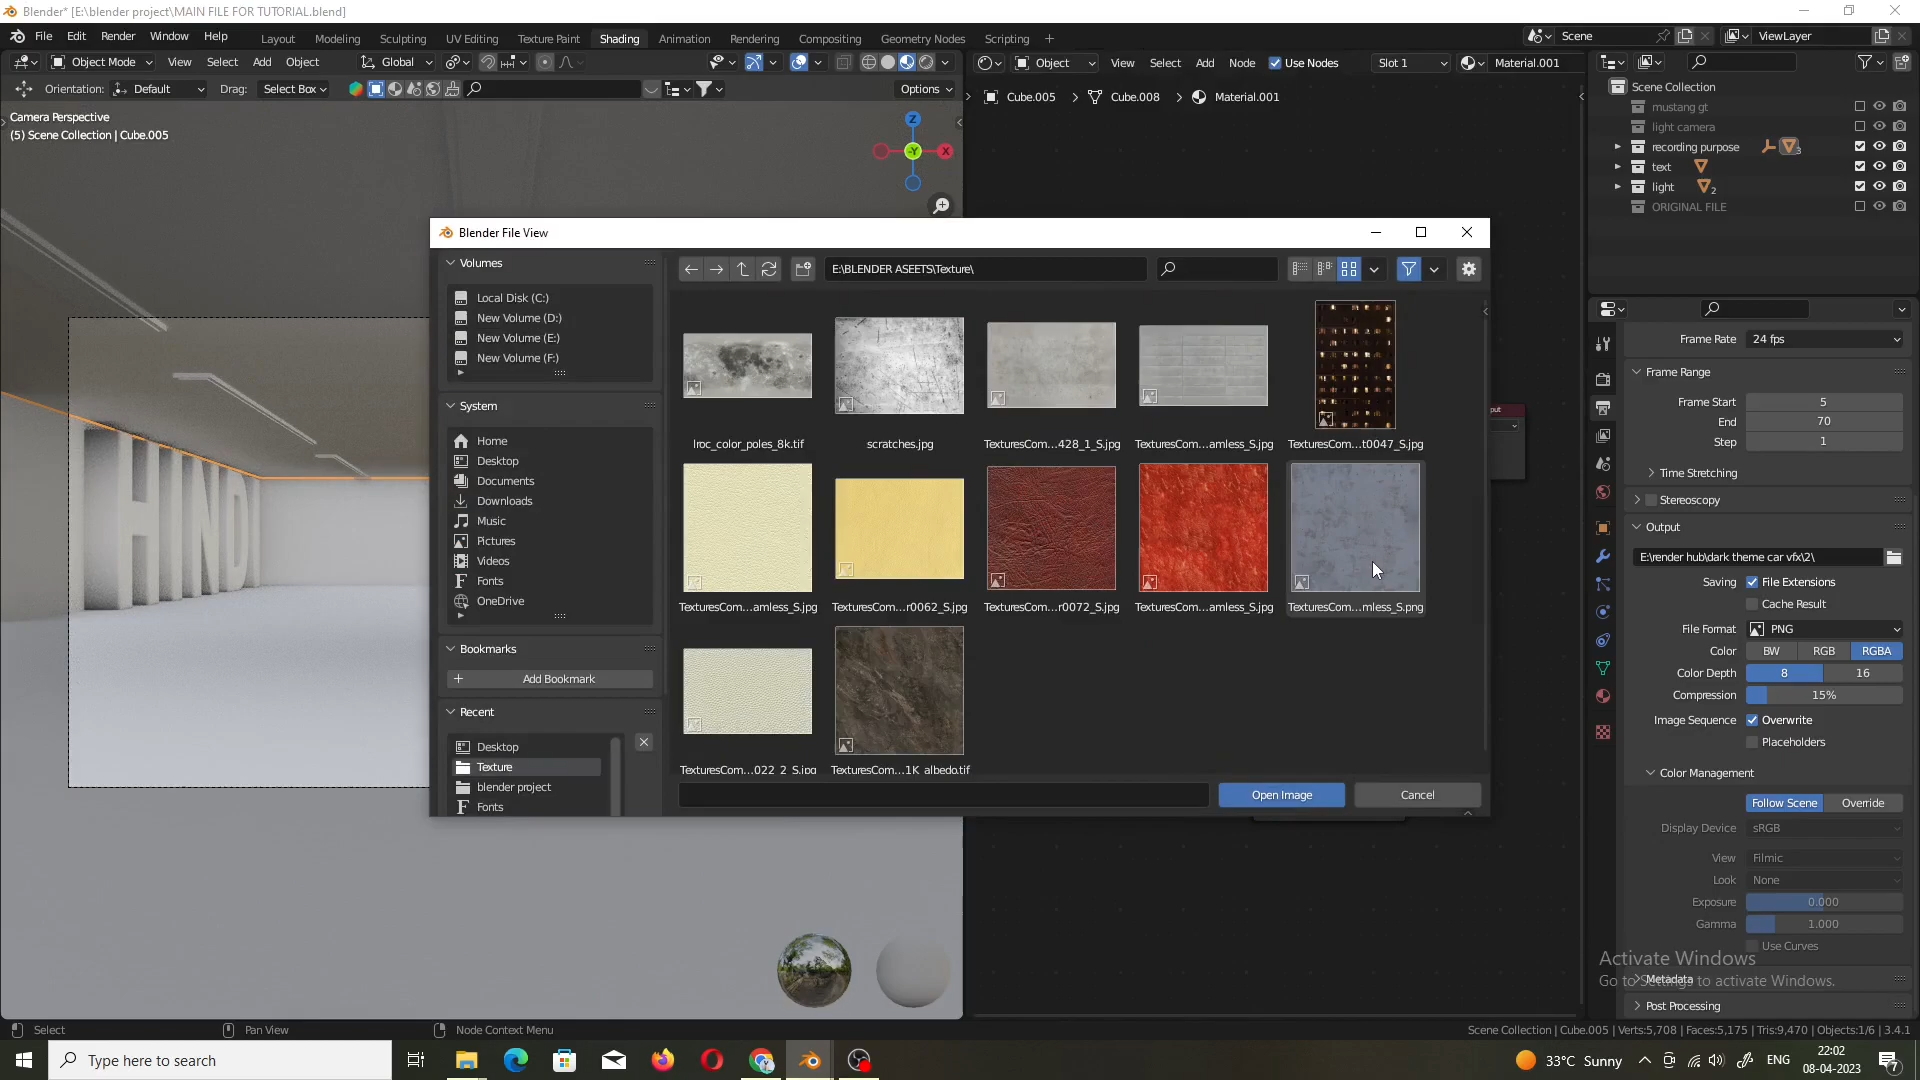 Blender* [E:\blender project\MAIN FILE FOR TUTORIAL.blend]
File Edit Render Window Help Layout Modeling Sculpting UV Editing Texture Paint Shading Animation Rendering Compositing Geometry Nodes Scripting + Scene ViewLayer
Object Mode View Select Add Object Global Object View Select Add Node Use Nodes Slot 1 Material.001
Orientation: Default Drag: Select Box Options
Cube.005 > Cube.008 > Material.001
Camera Perspective
(5) Scene Collection | Cube.005
Z
-Y X
HIND
Scene Collection
mustang gt
light camera
recording purpose 3
text
light 2
ORIGINAL FILE
Blender File View
Volumes
Local Disk (C:)
New Volume (D:)
New Volume (E:)
New Volume (F:)
System
Home
Desktop
Documents
Downloads
Music
Pictures
Videos
Fonts
OneDrive
Bookmarks
Add Bookmark
Recent
Desktop
Texture
blender project
Fonts
E:\BLENDER ASEETS\Texture\
lroc_color_poles_8k.tif scratches.jpg TexturesCom...428_1_S.jpg TexturesCom...amless_S.jpg TexturesCom...t0047_S.jpg
TexturesCom...amless_S.jpg TexturesCom...r0062_S.jpg TexturesCom...r0072_S.jpg TexturesCom...amless_S.jpg TexturesCom...mless_S.png
TexturesCom...022_2_S.jpg TexturesCom...1K_albedo.tif
Open Image Cancel
put
Frame Rate 24 fps
Frame Range
Frame Start 5
End 70
Step 1
Time Stretching
Stereoscopy
Output
E:\render hub\dark theme car vfx\2\
Saving File Extensions
Cache Result
File Format PNG
Color BW RGB RGBA
Color Depth 8 16
Compression 15%
Image Sequence Overwrite
Placeholders
Color Management
Follow Scene Override
Display Device sRGB
View Filmic
Look None
Exposure 0.000
Gamma 1.000
Use Curves
Activate Windows
Go to Settings to activate Windows.
Metadata
Post Processing
Select Pan View Node Context Menu
Scene Collection | Cube.005 | Verts:5,708 | Faces:5,175 | Tris:9,470 | Objects:1/6 | 3.4.1
Type here to search
33°C Sunny ENG 22:02
08-04-2023
7